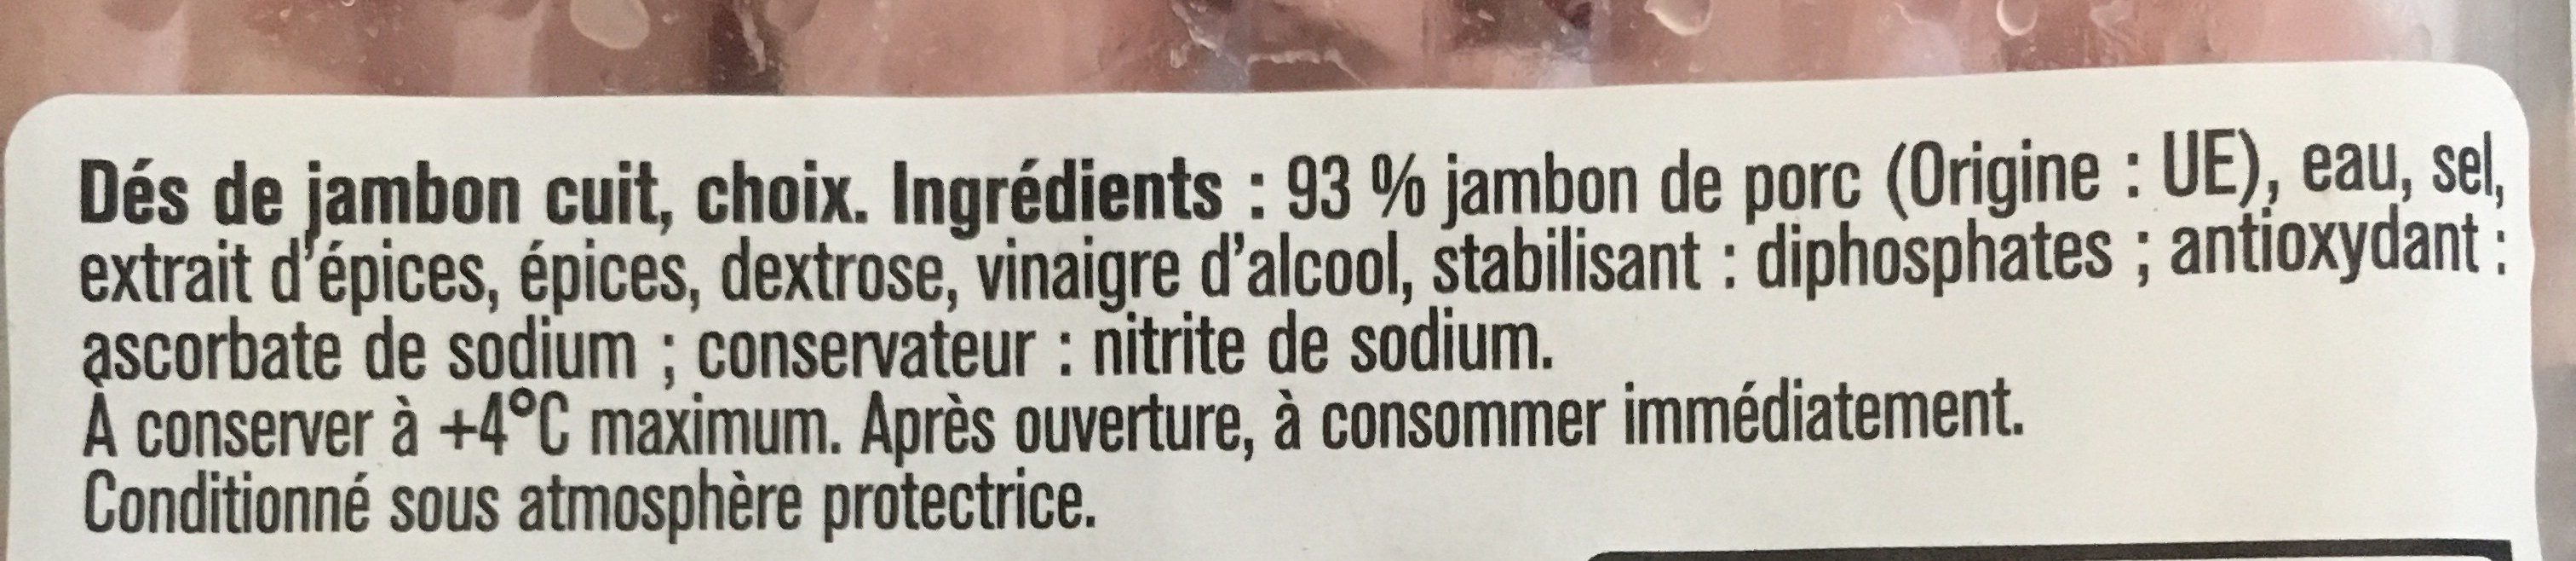 Dés de jambon cuit, choix. Ingrédients : 93 % jambon de porc (Origine : UE), eau, sel,
extrait d'épices, épices, dextrose, vinaigre d'alcool, stabilisant : diphosphates ; antioxydant :
ascorbate de sodium ; conservateur : nitrite de sodium.
À conserver à +4°C maximum. Après ouverture, à consommer immédiatement.
Conditionné sous atmosphère protectrice.